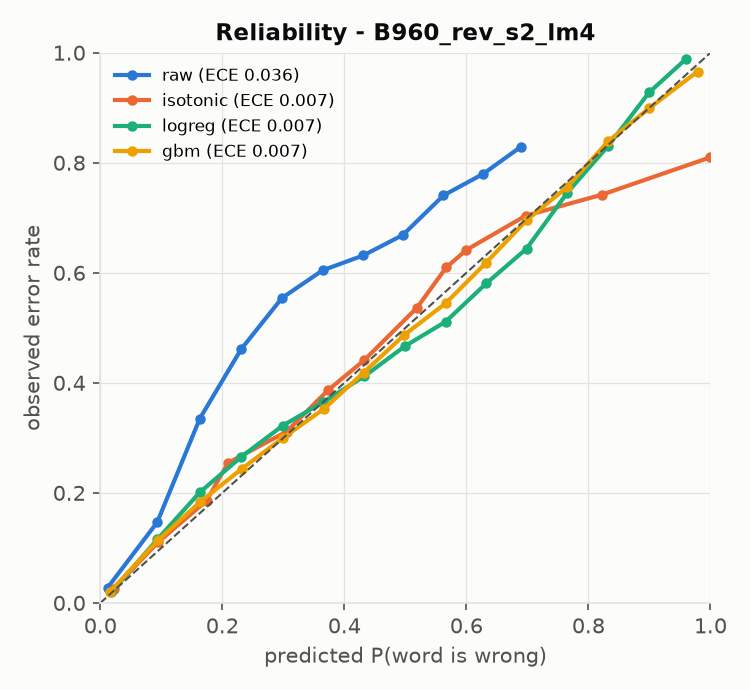 Reliability - B960_rev_s2_lm4
raw (ECE 0.036)
isotonic (ECE 0.007)
logreg (ECE 0.007)
gbm (ECE 0.007)
observed error rate
1.0
0.8
0.6
0.4
0.2
0.0
0.0 0.2 0.4 0.6 0.8 1.0
predicted P(word is wrong)